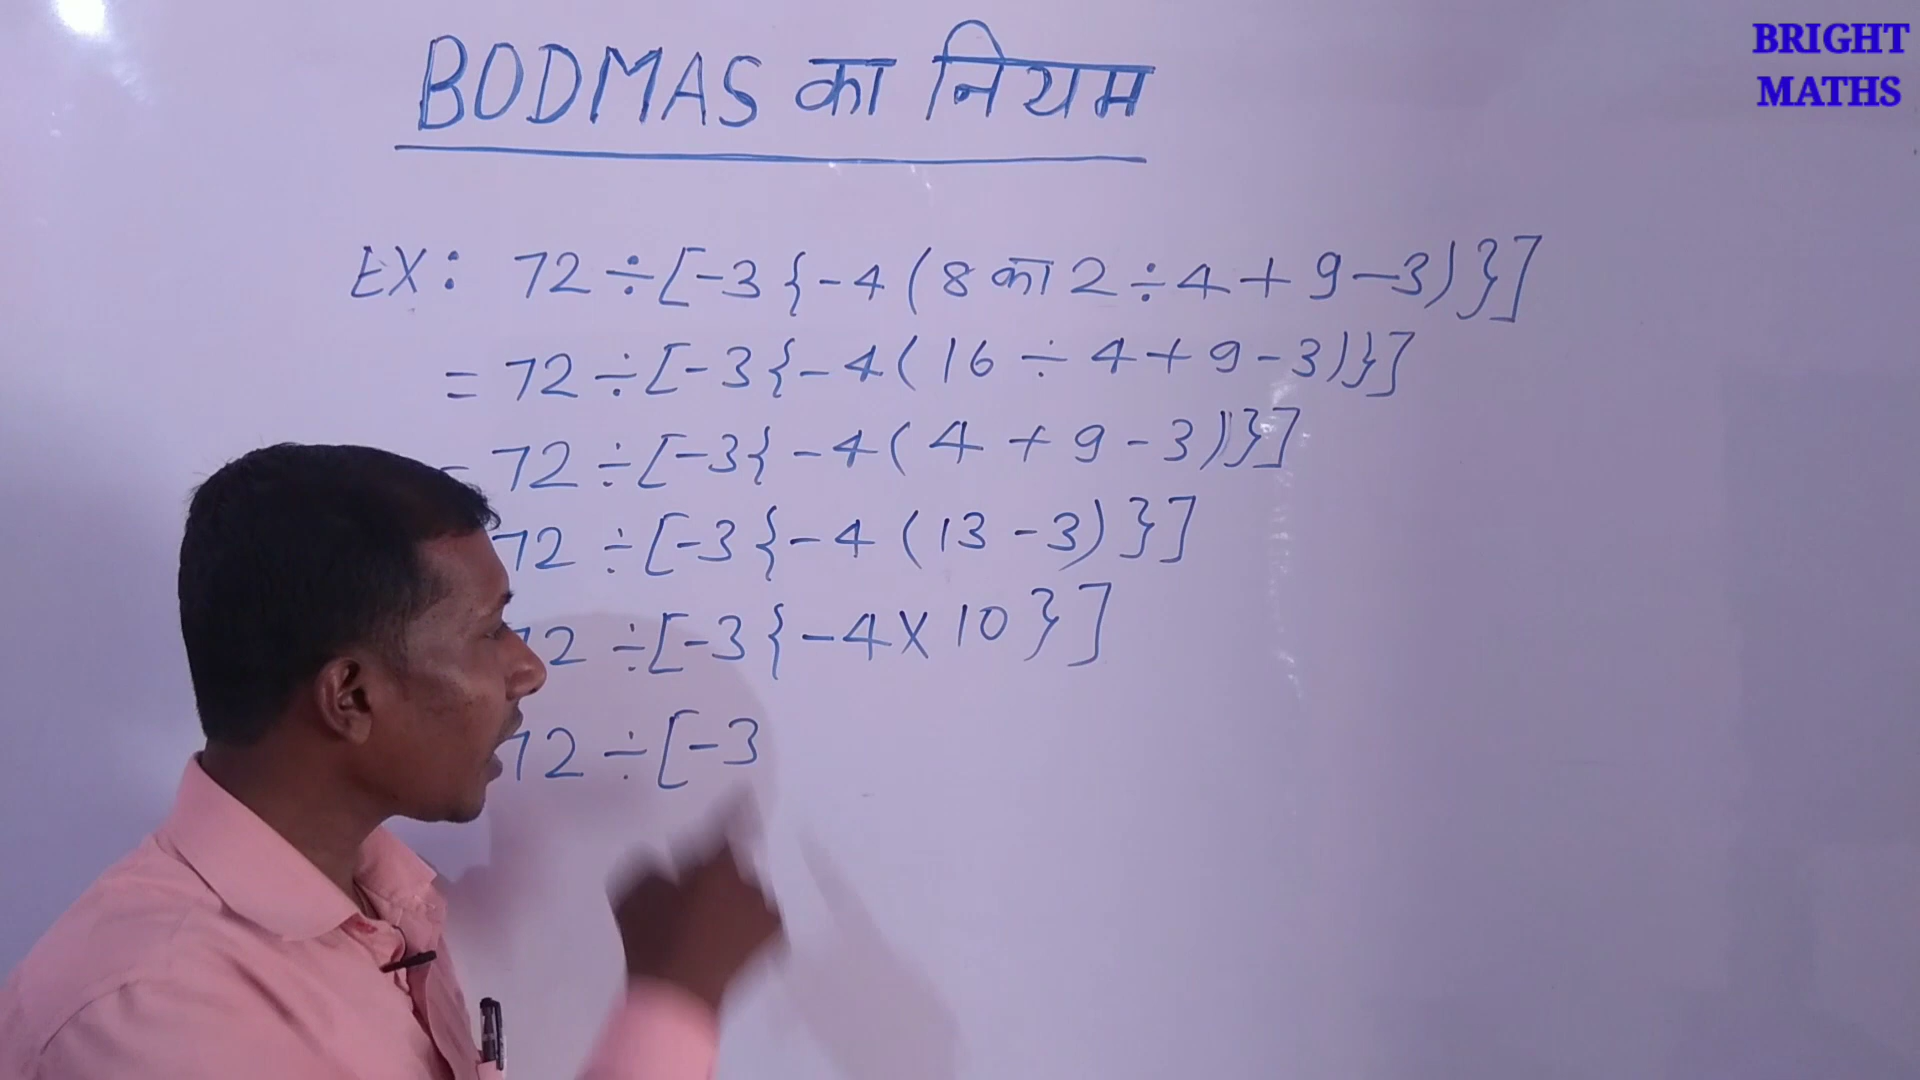 BRIGHT
MATHS
BODMAS का नियम
EX: 72 ÷ [-3 { -4 ( 8 का 2 ÷ 4 + 9 - 3 ) } ]
= 72 ÷ [-3 { -4 ( 16 ÷ 4 + 9 - 3 ) } ]
= 72 ÷ [-3 { -4 ( 4 + 9 - 3 ) } ]
72 ÷ [-3 { -4 ( 13 - 3 ) } ]
72 ÷ [-3 { -4 X 10 } ]
72 ÷ [-3